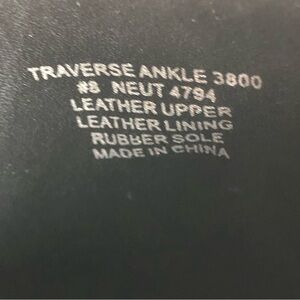 TRAVERSE ANKLE 3800
#8 NEUT 4794
LEATHER UPPER
LEATHER LINING
RUBBER SOLE
MADE IN CHINA